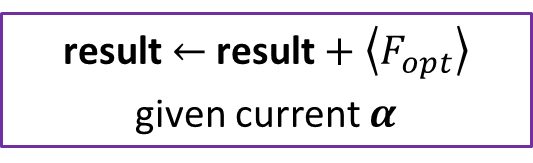 result ← result + ⟨F_opt⟩
given current α